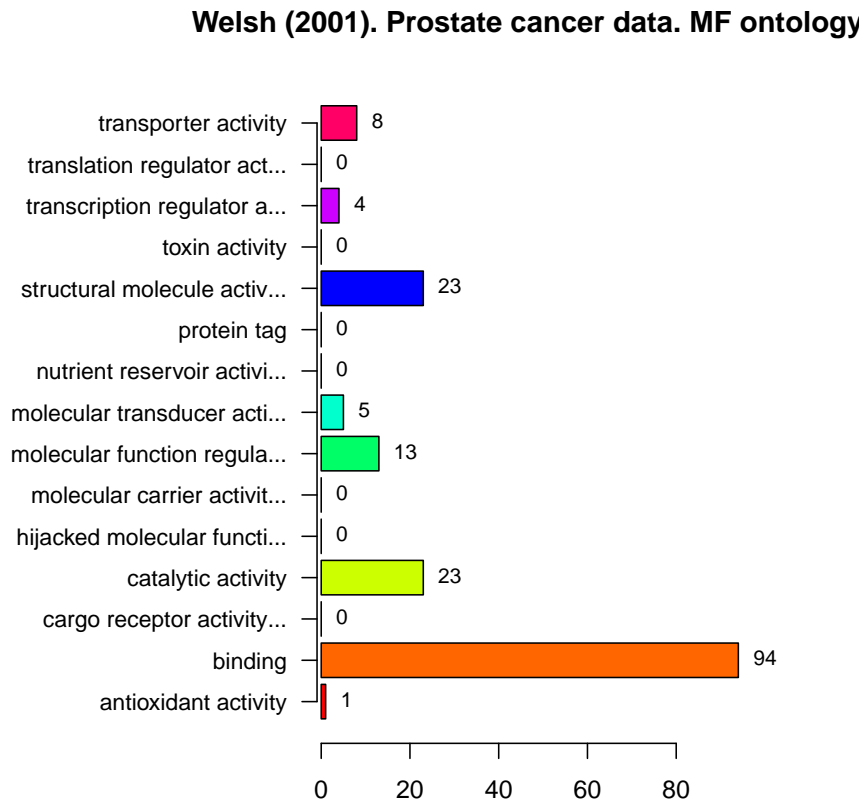 Welsh (2001). Prostate cancer data. MF ontology
transporter activity 8
translation regulator act... 0
transcription regulator a... 4
toxin activity 0
structural molecule activ... 23
protein tag 0
nutrient reservoir activi... 0
molecular transducer acti... 5
molecular function regula... 13
molecular carrier activit... 0
hijacked molecular functi... 0
catalytic activity 23
cargo receptor activity... 0
binding 94
antioxidant activity 1
0 20 40 60 80